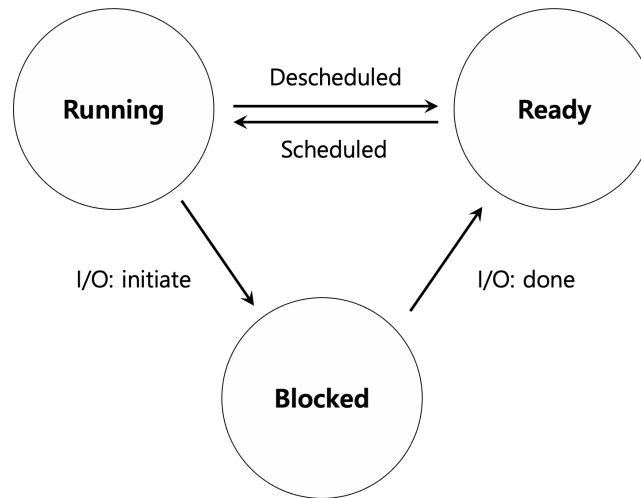 Descheduled
Running
Ready
Scheduled
I/O: initiate
I/O: done
Blocked